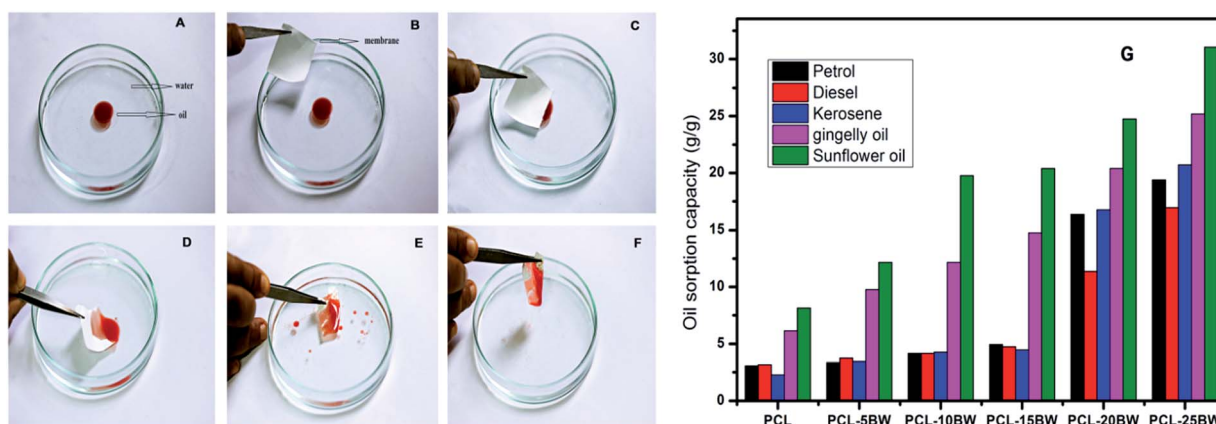 A
water
oil
B
membrane
C
D
E
F
G
Petrol
Diesel
Kerosene
gingelly oil
Sunflower oil
Oil sorption capacity (g/g)
30
25
20
15
10
5
0
PCL
PCL-5BW
PCL-10BW
PCL-15BW
PCL-20BW
PCL-25BW